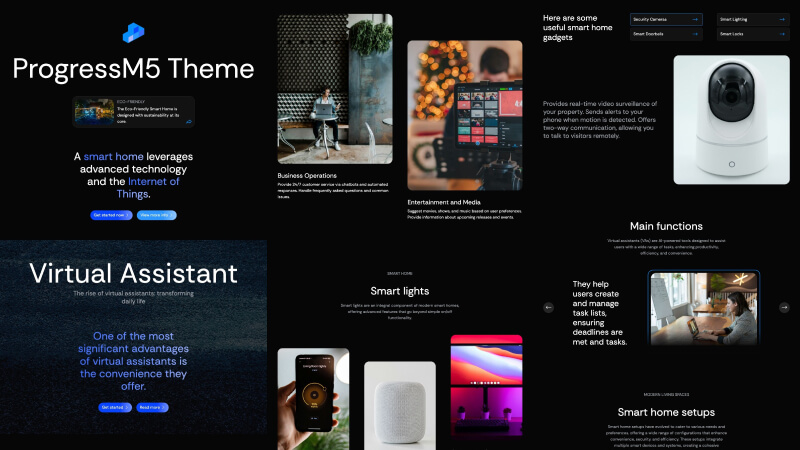 ProgressM5 Theme
ECO-FRIENDLY
The Eco-Friendly Smart Home is
designed with sustainability at its
core.
A smart home leverages
advanced technology
and the Internet of
Things.
Get started now
View more info
Virtual Assistant
The rise of virtual assistants: transforming
daily life
One of the most
significant advantages
of virtual assistants is
the convenience they
offer.
Get started
Read more
Business Operations
Provide 24/7 customer service via chatbots and automated
responses. Handle frequently asked questions and common
issues.
Entertainment and Media
Suggest movies, shows, and music based on user preferences.
Provide information about upcoming releases and events.
SMART HOME
Smart lights
Smart lights are an integral component of modern smart homes,
offering advanced features that go beyond simple on/off
functionality.
Here are some
useful smart home
gadgets
Security Cameras
Smart Lighting
Smart Doorbells
Smart Locks
Provides real-time video surveillance of
your property. Sends alerts to your
phone when motion is detected. Offers
two-way communication, allowing you
to talk to visitors remotely.
Main functions
Virtual assistants (VAs) are AI-powered tools designed to assist
users with a wide range of tasks, enhancing productivity,
efficiency, and convenience.
They help
users create
and manage
task lists,
ensuring
deadlines are
met and tasks.
MODERN LIVING SPACES
Smart home setups
Smart home setups have evolved to cater to various needs and
preferences, offering a wide range of configurations that enhance
convenience, security, and efficiency. These setups integrate
multiple smart devices and systems, creating a cohesive